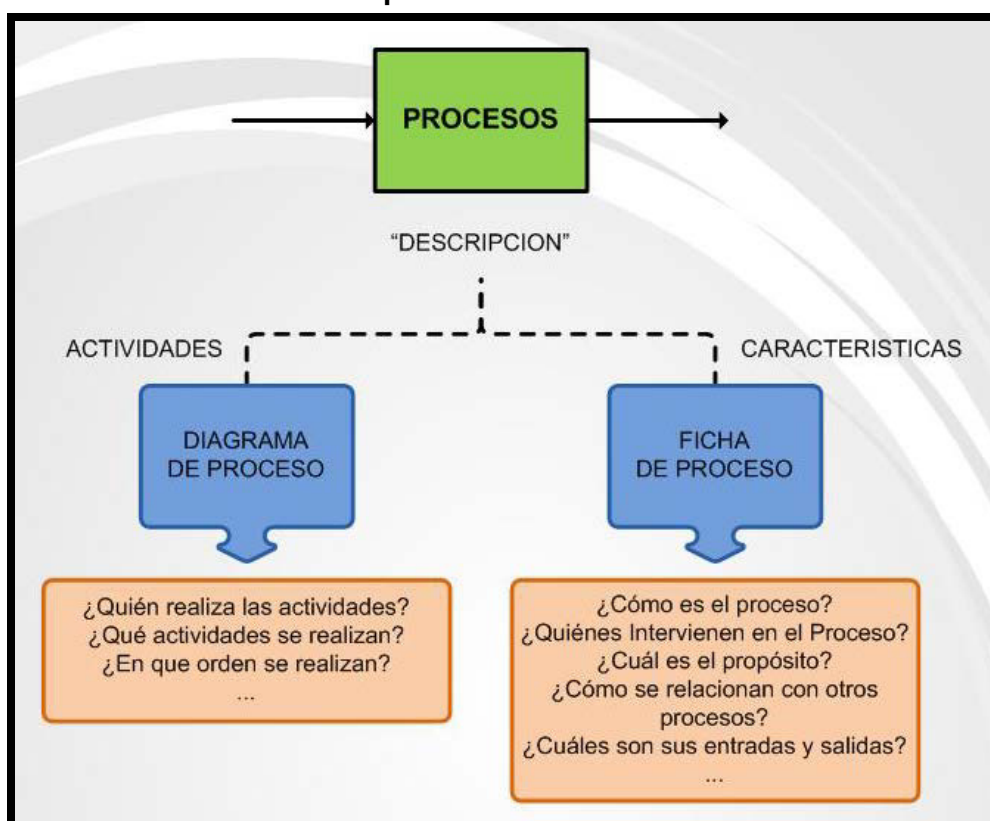 PROCESOS
“DESCRIPCION”
ACTIVIDADES
CARACTERISTICAS
DIAGRAMA
DE PROCESO
FICHA
DE PROCESO
¿Quién realiza las actividades?
¿Qué actividades se realizan?
¿En que orden se realizan?
...
¿Cómo es el proceso?
¿Quiénes Intervienen en el Proceso?
¿Cuál es el propósito?
¿Cómo se relacionan con otros
procesos?
¿Cuáles son sus entradas y salidas?
...